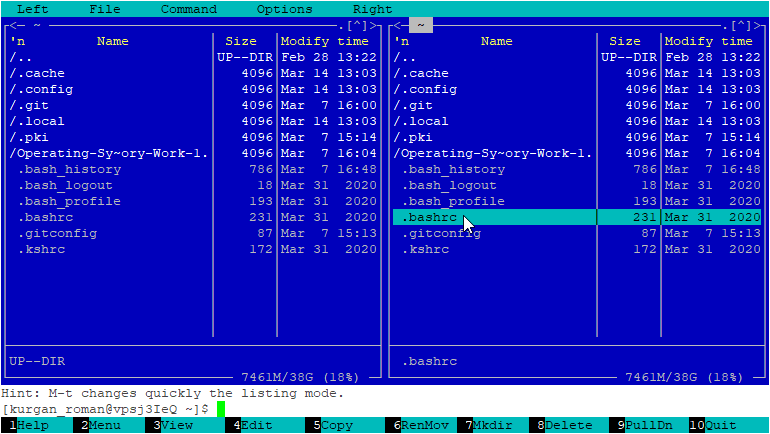 Left File Command Options Right
<─ ~ ─.[^]> <─ ~ ─.[^]>
'n Name Size Modify time 'n Name Size Modify time
/.. UP--DIR Feb 28 13:22 /.. UP--DIR Feb 28 13:22
/.cache 4096 Mar 14 13:03 /.cache 4096 Mar 14 13:03
/.config 4096 Mar 14 13:03 /.config 4096 Mar 14 13:03
/.git 4096 Mar 7 16:00 /.git 4096 Mar 7 16:00
/.local 4096 Mar 14 13:03 /.local 4096 Mar 14 13:03
/.pki 4096 Mar 7 15:14 /.pki 4096 Mar 7 15:14
/Operating-Sy~ory-Work-1. 4096 Mar 7 16:04 /Operating-Sy~ory-Work-1. 4096 Mar 7 16:04
.bash_history 786 Mar 7 16:48 .bash_history 786 Mar 7 16:48
.bash_logout 18 Mar 31 2020 .bash_logout 18 Mar 31 2020
.bash_profile 193 Mar 31 2020 .bash_profile 193 Mar 31 2020
.bashrc 231 Mar 31 2020 .bashrc 231 Mar 31 2020
.gitconfig 87 Mar 7 15:13 .gitconfig 87 Mar 7 15:13
.kshrc 172 Mar 31 2020 .kshrc 172 Mar 31 2020
UP--DIR .bashrc
7461M/38G (18%) 7461M/38G (18%)
Hint: M-t changes quickly the listing mode.
[kurgan_roman@vpsj3IeQ ~]$
1Help 2Menu 3View 4Edit 5Copy 6RenMov 7Mkdir 8Delete 9PullDn 10Quit